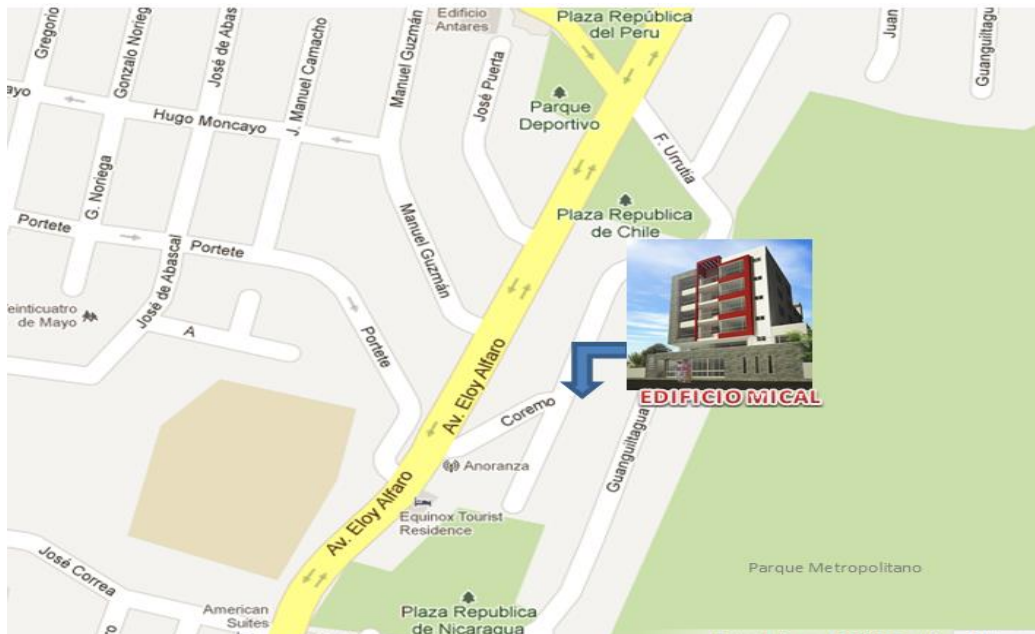 Gregorio
Gonzalo Noriega
José de Abas
J. Manuel Camacho
Manuel Guzmán
Edificio
Antares
Plaza República
del Peru
Juan
Guanguiltagu
José Puerta
ayo
Hugo Moncayo
Parque
Deportivo
F. Urrutia
G. Noriega
Portete
Portete
José de Abascal
Manuel Guzmán
Plaza Republica
de Chile
einticuatro
de Mayo
A
Portete
Av. Eloy Alfaro
EDIFICIO MICAL
Coremo
Guanguiltagua
Anoranza
Av. Eloy Alfaro
Equinox Tourist
Residence
José Correa
Parque Metropolitano
American
Suites
Plaza Republica
de Nicaragua